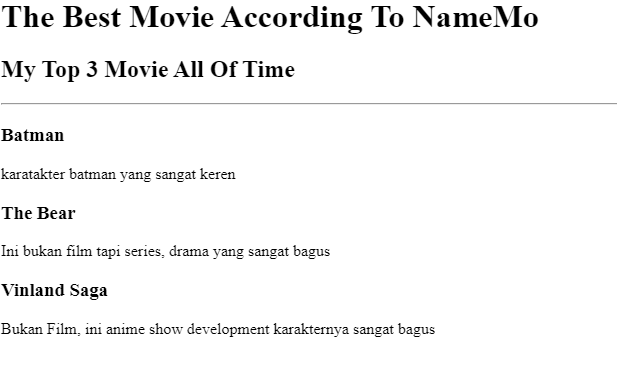 The Best Movie According To NameMo
My Top 3 Movie All Of Time
Batman
karatakter batman yang sangat keren
The Bear
Ini bukan film tapi series, drama yang sangat bagus
Vinland Saga
Bukan Film, ini anime show development karakternya sangat bagus